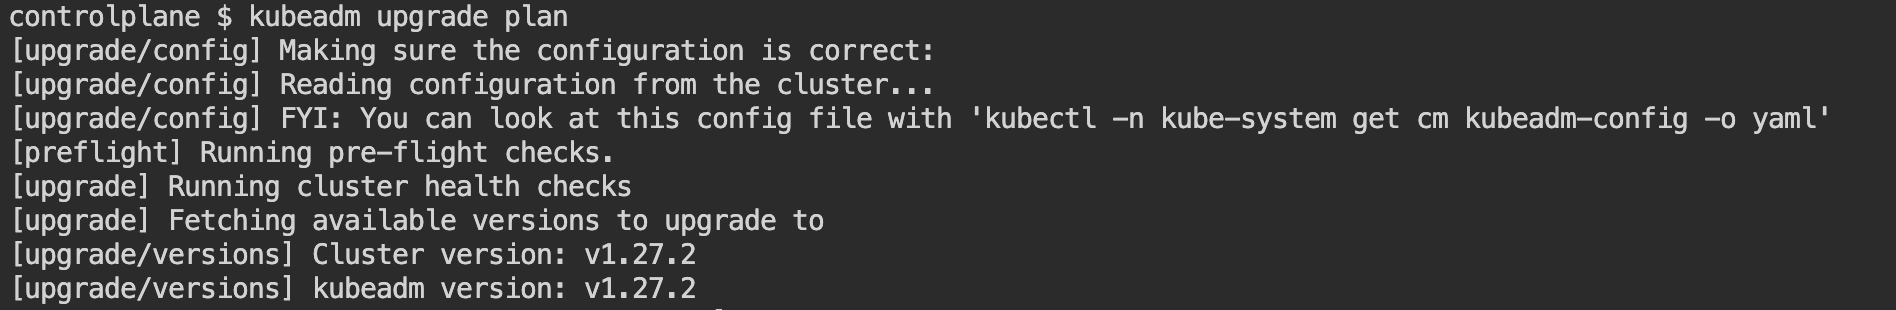 controlplane $ kubeadm upgrade plan
[upgrade/config] Making sure the configuration is correct:
[upgrade/config] Reading configuration from the cluster...
[upgrade/config] FYI: You can look at this config file with 'kubectl -n kube-system get cm kubeadm-config -o yaml'
[preflight] Running pre-flight checks.
[upgrade] Running cluster health checks
[upgrade] Fetching available versions to upgrade to
[upgrade/versions] Cluster version: v1.27.2
[upgrade/versions] kubeadm version: v1.27.2